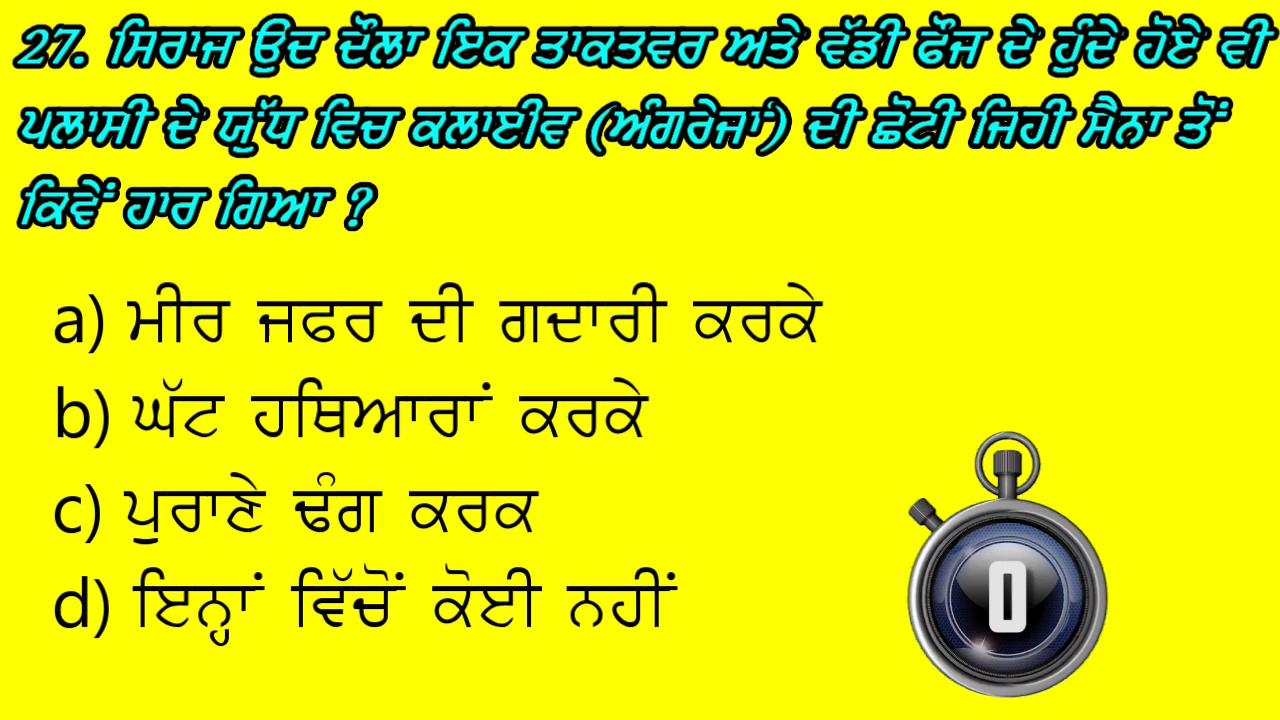 27. ਸਿਰਾਜ ਉਦ ਦੌਲਾ ਇਕ ਤਾਕਤਵਰ ਅਤੇ ਵੱਡੀ ਫੌਜ ਦੇ ਹੁੰਦੇ ਹੋਏ ਵੀ
ਪਲਾਸੀ ਦੇ ਯੁੱਧ ਵਿਚ ਕਲਾਈਵ (ਅੰਗਰੇਜਾਂ) ਦੀ ਛੋਟੀ ਜਿਹੀ ਸੈਨਾ ਤੋਂ
ਕਿਵੇਂ ਹਾਰ ਗਿਆ ?
a) ਮੀਰ ਜਫਰ ਦੀ ਗਦਾਰੀ ਕਰਕੇ
b) ਘੱਟ ਹਥਿਆਰਾਂ ਕਰਕੇ
c) ਪੁਰਾਣੇ ਢੰਗ ਕਰਕ
d) ਇਨ੍ਹਾਂ ਵਿੱਚੋਂ ਕੋਈ ਨਹੀਂ
0